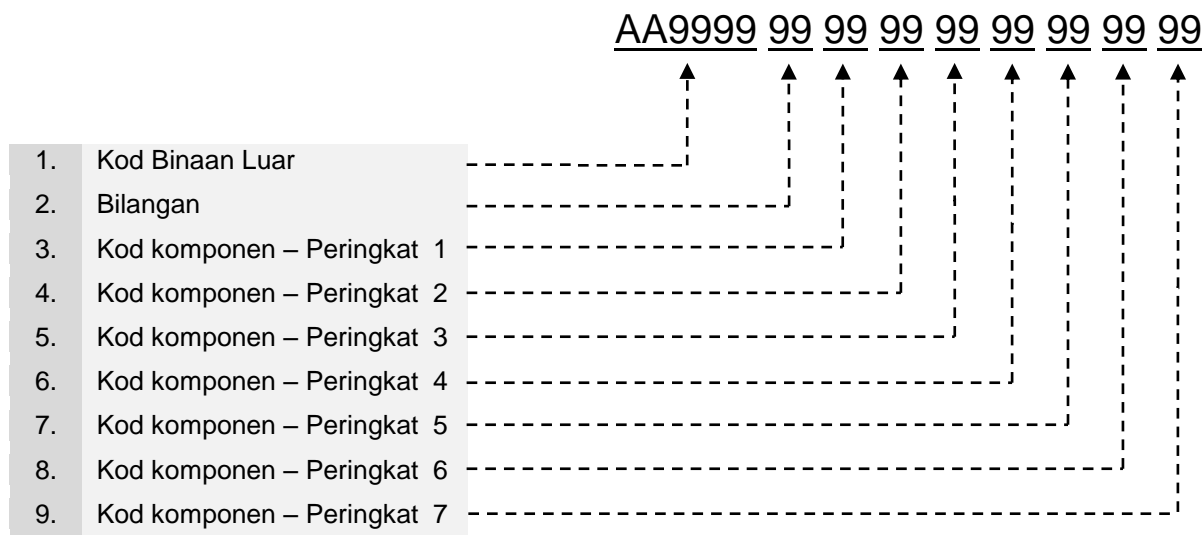 AA9999 99 99 99 99 99 99 99 99
1. Kod Binaan Luar
2. Bilangan
3. Kod komponen – Peringkat 1
4. Kod komponen – Peringkat 2
5. Kod komponen – Peringkat 3
6. Kod komponen – Peringkat 4
7. Kod komponen – Peringkat 5
8. Kod komponen – Peringkat 6
9. Kod komponen – Peringkat 7